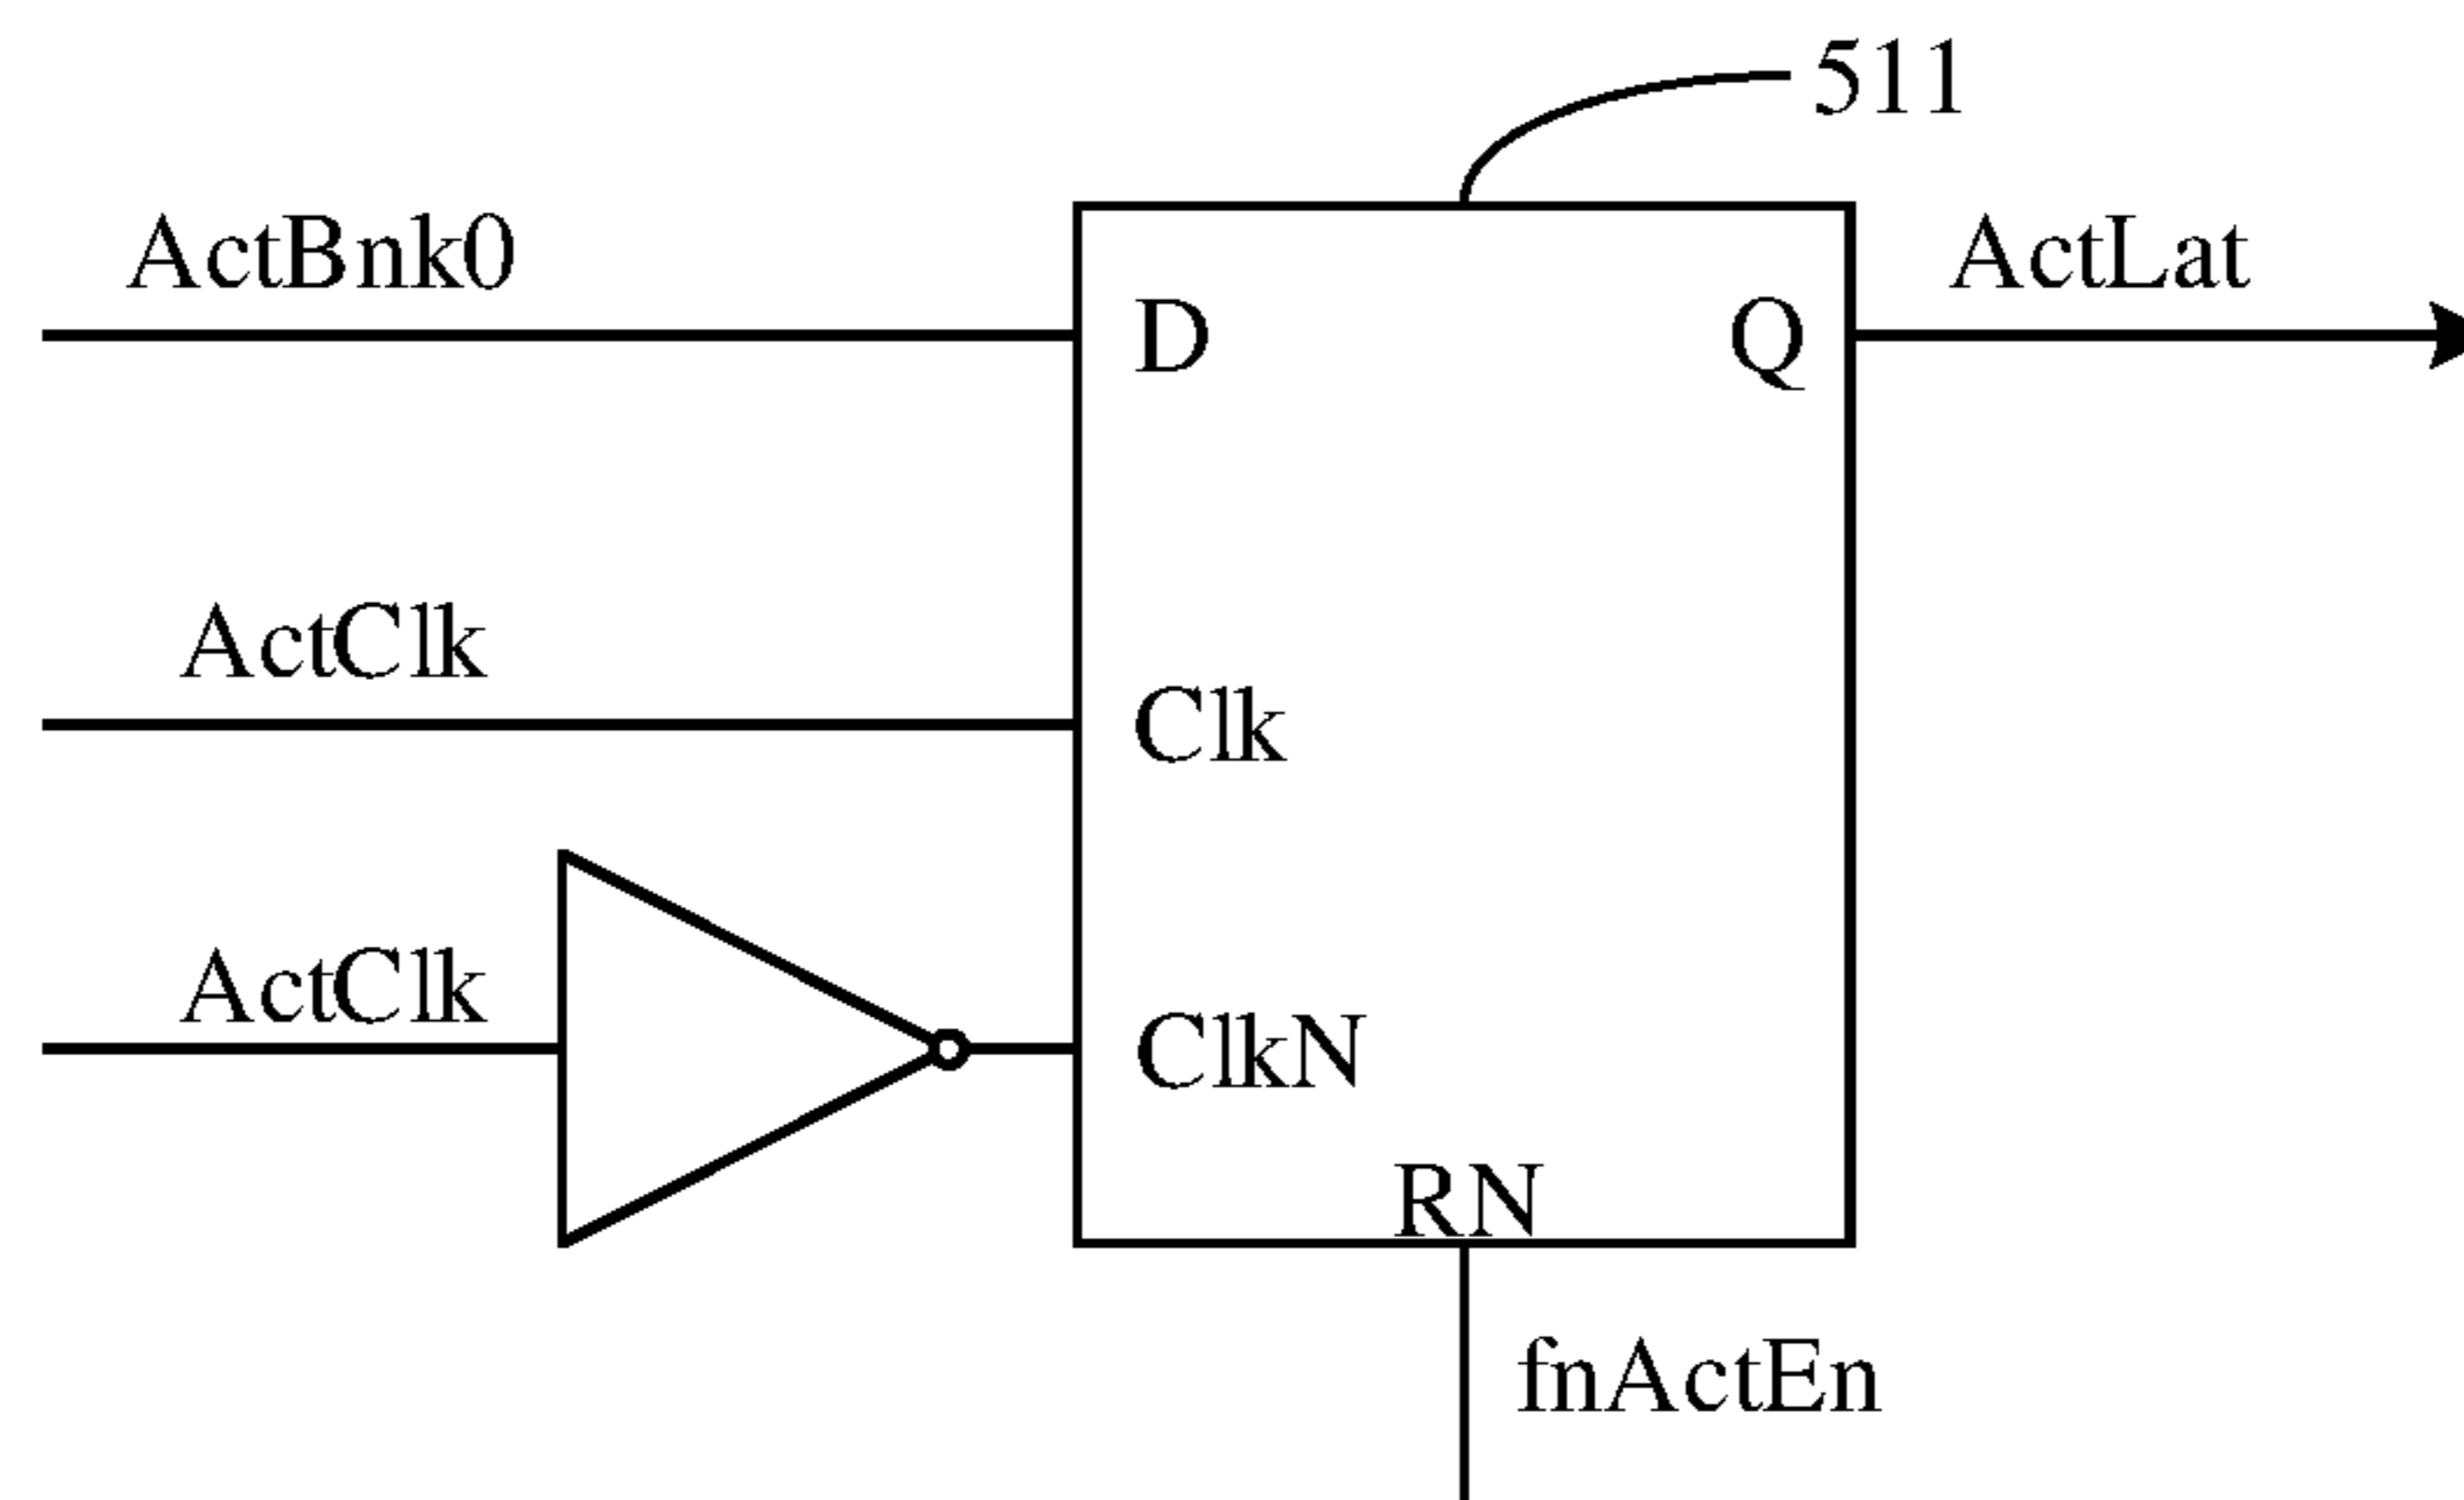 511
ActBnk0
ActLat
D
Q
ActClk
Clk
ActClk
ClkN
RN
fnActEn